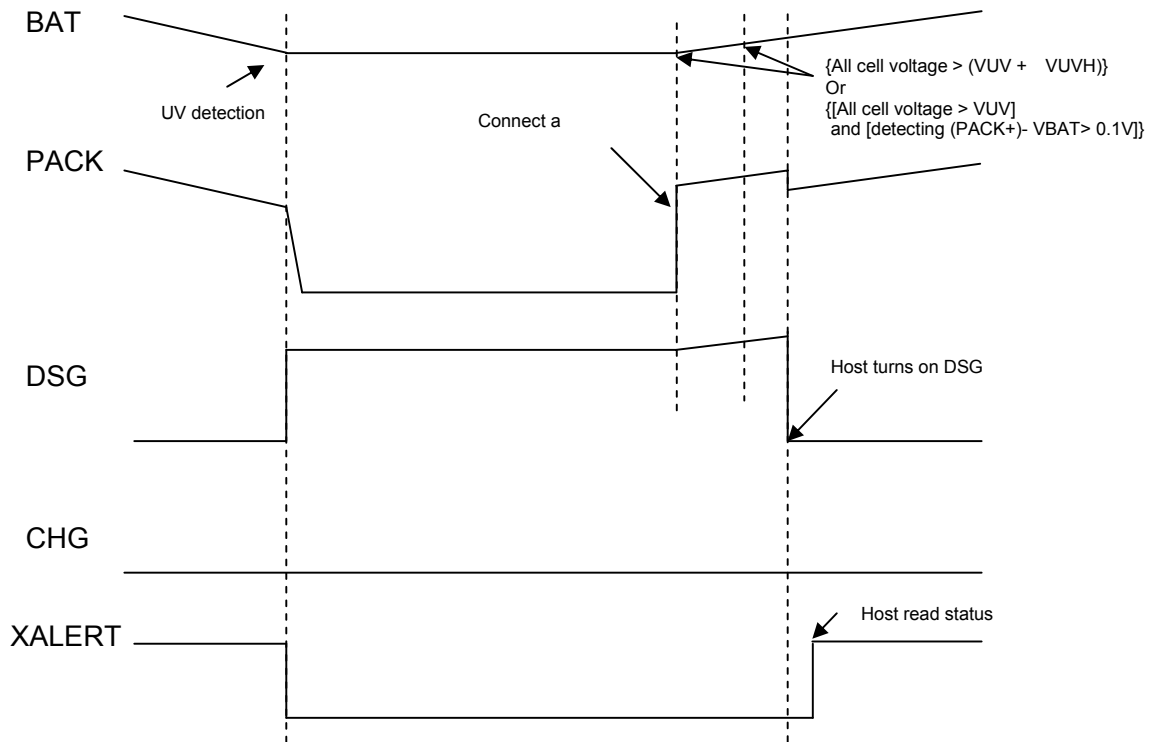 BAT
{All cell voltage > (VUV + VUVH)}
Or
{[All cell voltage > VUV]
and [detecting (PACK+)- VBAT> 0.1V]}
UV detection
Connect a
PACK
Host turns on DSG
DSG
CHG
Host read status
XALERT